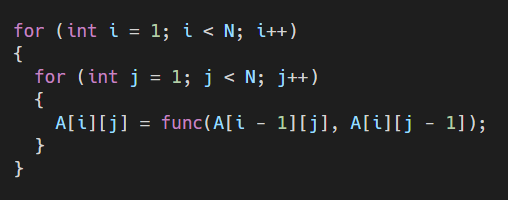 for (int i = 1; i < N; i++)
{
  for (int j = 1; j < N; j++)
  {
    A[i][j] = func(A[i - 1][j], A[i][j - 1]);
  }
}